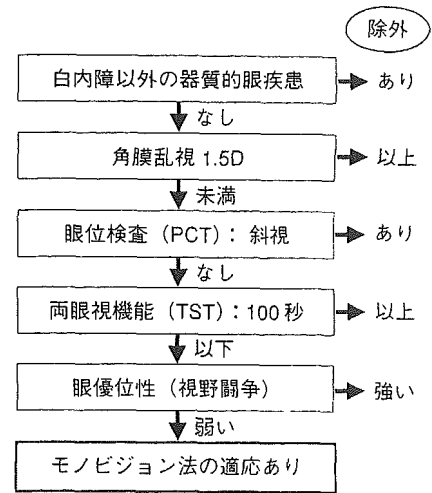 除外
白内障以外の器質的眼疾患 あり
なし
角膜乱視 1.5D 以上
未満
眼位検査（PCT）：斜視 あり
なし
両眼視機能（TST）：100 秒 以上
以下
眼優位性（視野闘争） 強い
弱い
モノビジョン法の適応あり